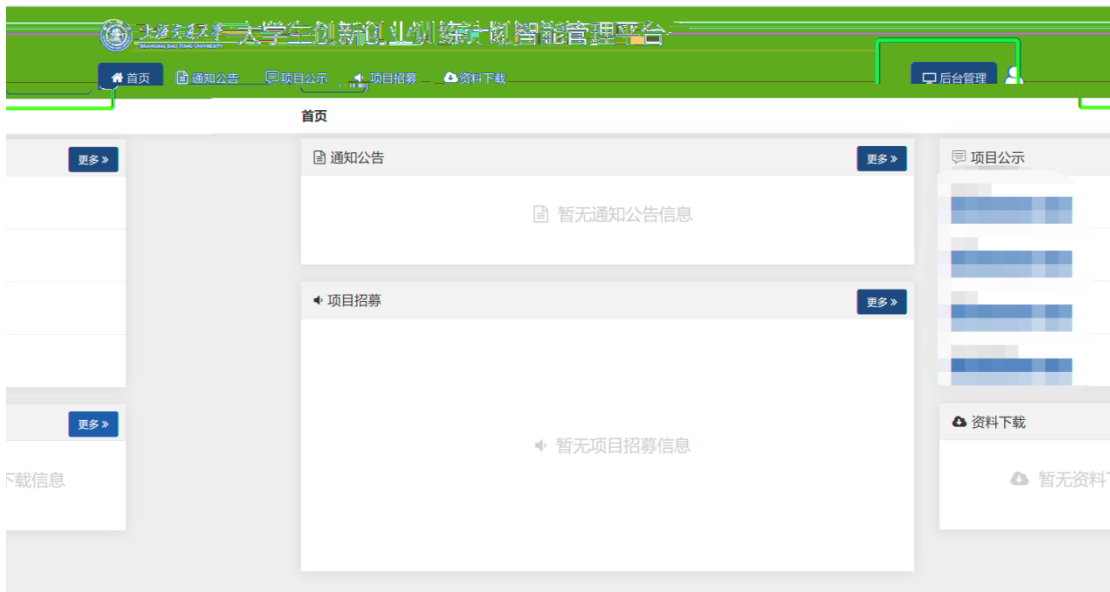 上海交通大学 大学生创新创业训练计划智能管理平台
SHANGHAI JIAO TONG UNIVERSITY
首页 通知公告 项目公示 项目招募 资料下载 后台管理
首页
更多»
通知公告 更多»
项目公示
暂无通知公告信息
项目招募 更多»
暂无项目招募信息
更多»
资料下载
下载信息
暂无资料